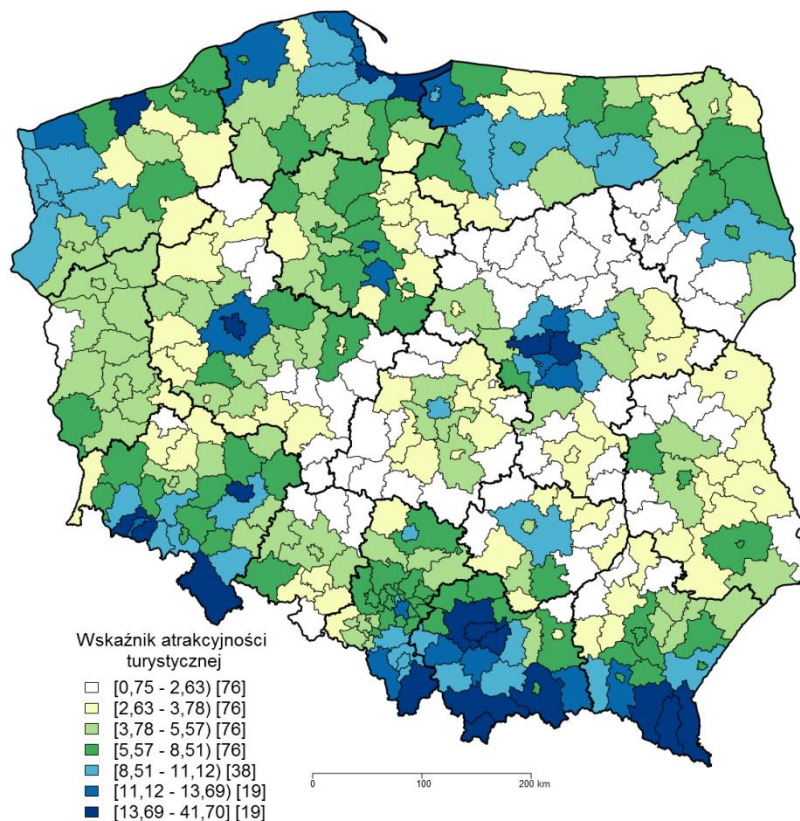 Wskaźnik atrakcyjności
turystycznej
[0,75 - 2,63) [76]
[2,63 - 3,78) [76]
[3,78 - 5,57) [76]
[5,57 - 8,51) [76]
[8,51 - 11,12) [38]
[11,12 - 13,69) [19]
[13,69 - 41,70] [19]
0 100 200 km